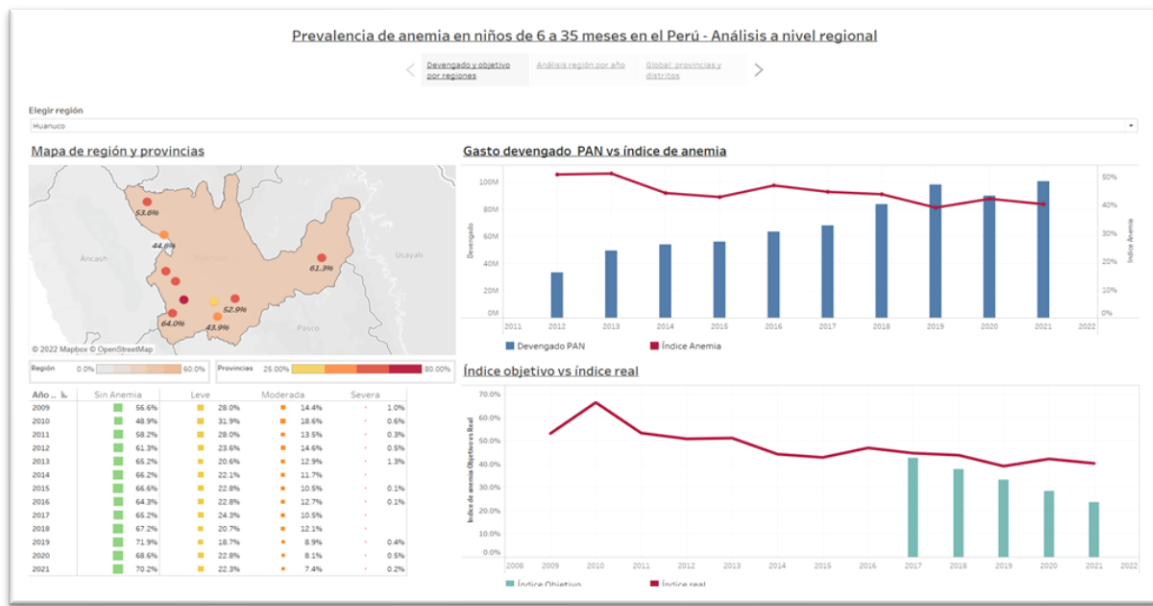 Prevalencia de anemia en niños de 6 a 35 meses en el Perú - Análisis a nivel regional
Devengado y objetivo por regiones
Análisis región por año
Global: provincias y distritos
Elegir región
Huanuco
Mapa de región y provincias
53.6%
44.6%
Áncash
Ucayali
61.3%
52.9%
64.0%
43.9%
Pasco
© 2022 Mapbox © OpenStreetMap
Región 0.0% 60.0% Provincias 25.00% 80.00%
Año .. Sin Anemia Leve Moderada Severa
2009 56.6% 28.0% 14.4% 1.0%
2010 48.9% 31.9% 18.6% 0.6%
2011 58.2% 28.0% 13.5% 0.3%
2012 61.3% 23.6% 14.6% 0.5%
2013 65.2% 20.6% 12.9% 1.3%
2014 66.2% 22.1% 11.7%
2015 66.6% 22.8% 10.5% 0.1%
2016 64.3% 22.8% 12.7% 0.1%
2017 65.2% 24.3% 10.5%
2018 67.2% 20.7% 12.1%
2019 71.9% 18.7% 8.9% 0.4%
2020 68.6% 22.8% 8.1% 0.5%
2021 70.2% 22.3% 7.4% 0.2%
Gasto devengado PAN vs índice de anemia
Devengado
100M
80M
60M
40M
20M
0M
50%
40%
30%
20%
10%
0%
Índice Anemia
2011 2012 2013 2014 2015 2016 2017 2018 2019 2020 2021 2022
Devengado PAN Índice Anemia
Índice objetivo vs índice real
Indice de anemia Objetivo vs Real
70.0%
60.0%
50.0%
40.0%
30.0%
20.0%
10.0%
0.0%
2008 2009 2010 2011 2012 2013 2014 2015 2016 2017 2018 2019 2020 2021 2022
Índice Objetivo Índice real